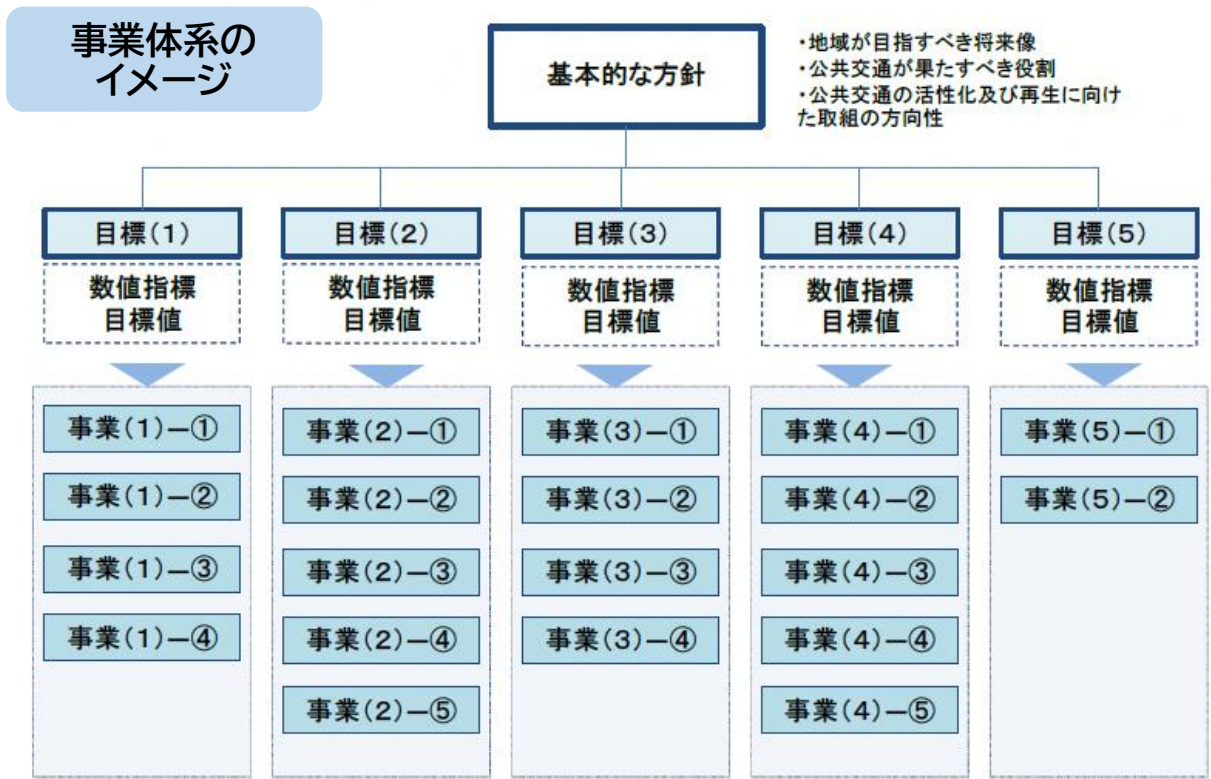 事業体系の
イメージ
基本的な方針
・地域が目指すべき将来像
・公共交通が果たすべき役割
・公共交通の活性化及び再生に向け
た取組の方向性
目標(1)
数値指標
目標値
事業(1)―①
事業(1)―②
事業(1)―③
事業(1)―④
目標(2)
数値指標
目標値
事業(2)―①
事業(2)―②
事業(2)―③
事業(2)―④
事業(2)―⑤
目標(3)
数値指標
目標値
事業(3)―①
事業(3)―②
事業(3)―③
事業(3)―④
目標(4)
数値指標
目標値
事業(4)―①
事業(4)―②
事業(4)―③
事業(4)―④
事業(4)―⑤
目標(5)
数値指標
目標値
事業(5)―①
事業(5)―②